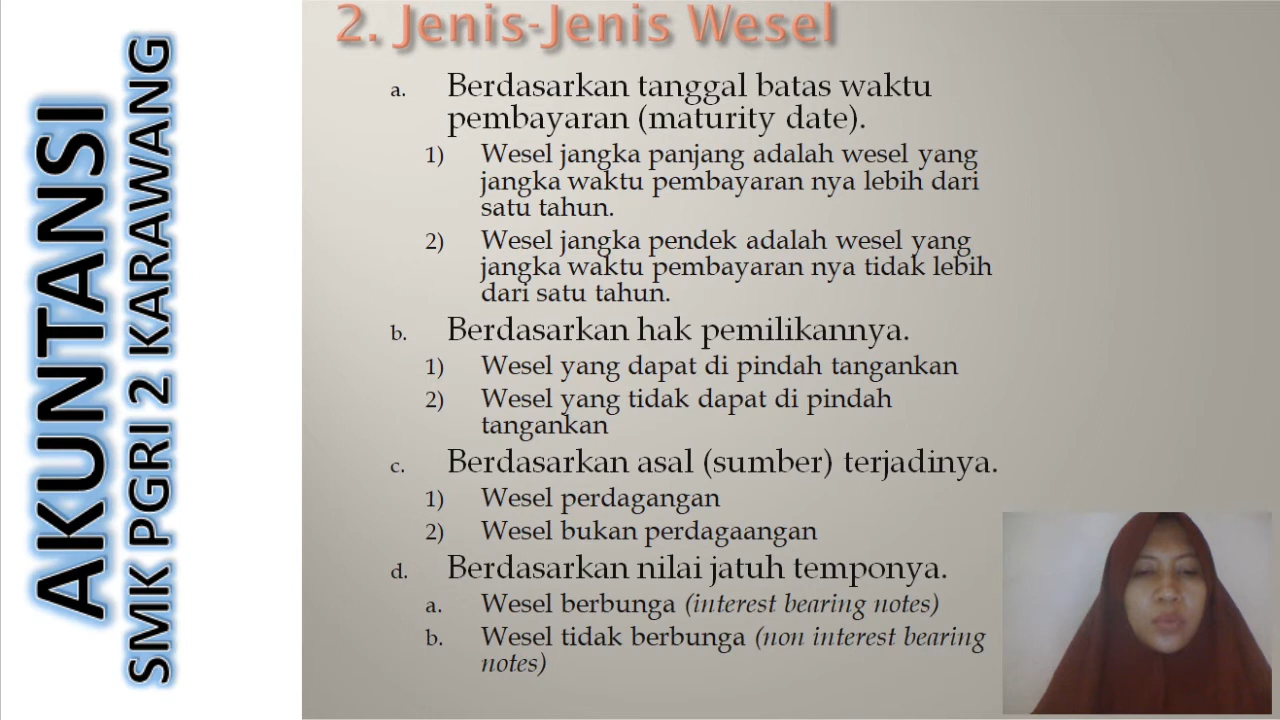 AKUNTANSI
SMK PGRI 2 KARAWANG
2. Jenis-Jenis Wesel
a. Berdasarkan tanggal batas waktu
pembayaran (maturity date).
1) Wesel jangka panjang adalah wesel yang
jangka waktu pembayaran nya lebih dari
satu tahun.
2) Wesel jangka pendek adalah wesel yang
jangka waktu pembayaran nya tidak lebih
dari satu tahun.
b. Berdasarkan hak pemilikannya.
1) Wesel yang dapat di pindah tangankan
2) Wesel yang tidak dapat di pindah
tangankan
c. Berdasarkan asal (sumber) terjadinya.
1) Wesel perdagangan
2) Wesel bukan perdagaangan
d. Berdasarkan nilai jatuh temponya.
a. Wesel berbunga (interest bearing notes)
b. Wesel tidak berbunga (non interest bearing
notes)